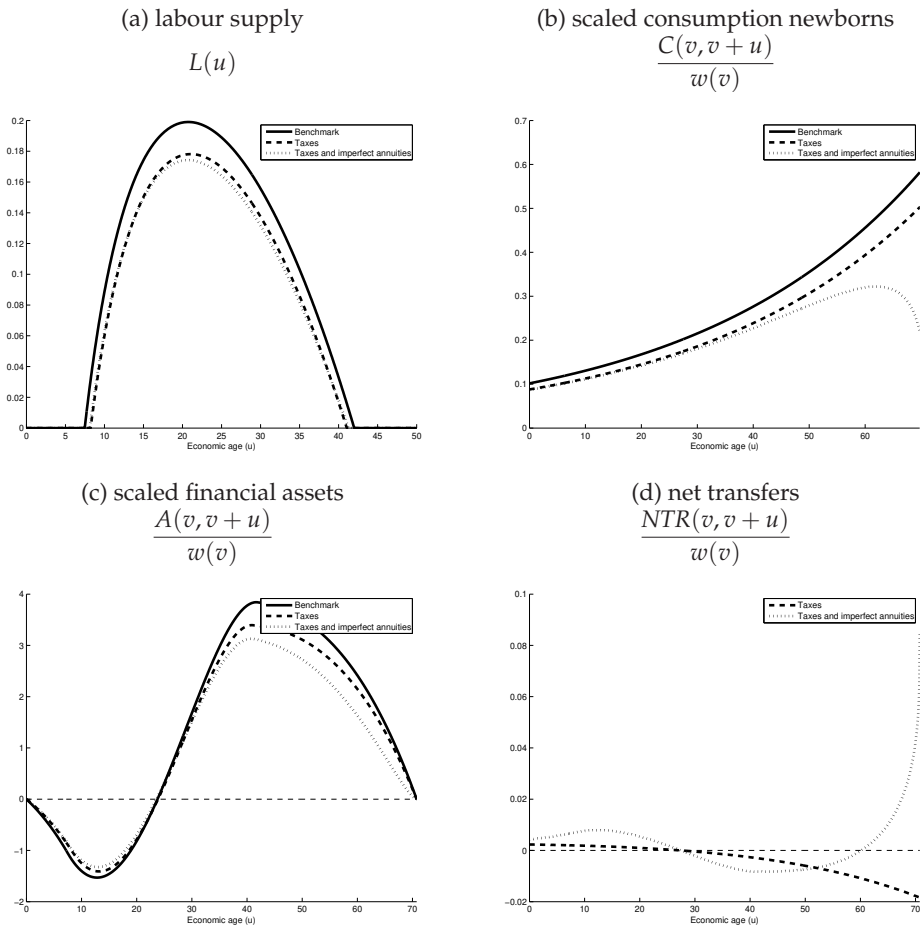 (a) labour supply
L(u)
0.2
0.18
0.16
0.14
0.12
0.1
0.08
0.06
0.04
0.02
0
0 5 10 15 20 25 30 35 40 45 50
Economic age (u)
Benchmark
Taxes
Taxes and imperfect annuities
(b) scaled consumption newborns
C(v, v + u)
w(v)
0.7
0.6
0.5
0.4
0.3
0.2
0.1
0
0 10 20 30 40 50 60
Economic age (u)
Benchmark
Taxes
Taxes and imperfect annuities
(c) scaled financial assets
A(v, v + u)
w(v)
4
3
2
1
0
−1
−2
0 10 20 30 40 50 60 70
Economic age (u)
Benchmark
Taxes
Taxes and imperfect annuities
(d) net transfers
NTR(v, v + u)
w(v)
0.1
0.08
0.06
0.04
0.02
0
−0.02
0 10 20 30 40 50 60 70
Economic age (u)
Taxes
Taxes and imperfect annuities